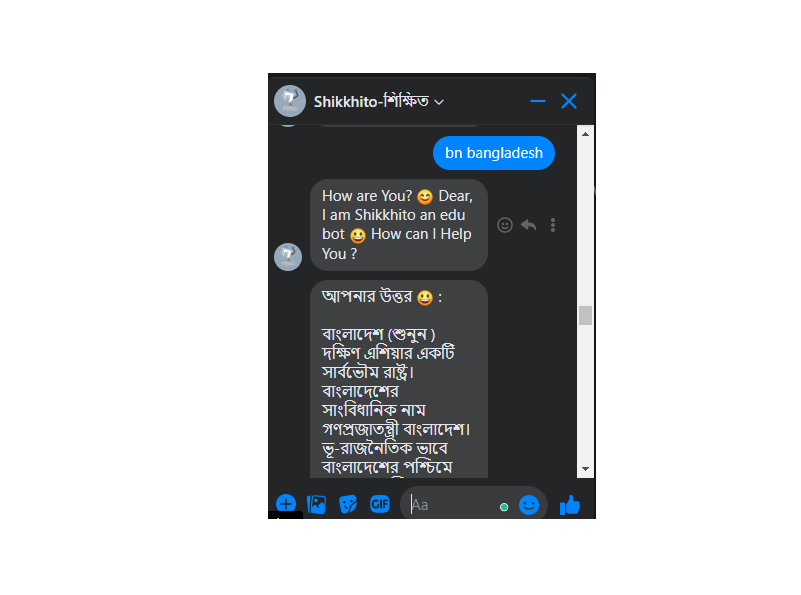 Shikkhito-শিক্ষিত
bn bangladesh
How are You? 😊 Dear,
I am Shikkhito an edu
bot 😀 How can I Help
You ?
আপনার উত্তর 😀 :
বাংলাদেশ (শুনুন )
দক্ষিণ এশিয়ার একটি
সার্বভৌম রাষ্ট্র।
বাংলাদেশের
সাংবিধানিক নাম
গণপ্রজাতন্ত্রী বাংলাদেশ।
ভূ-রাজনৈতিক ভাবে
বাংলাদেশের পশ্চিমে
GIF
Aa